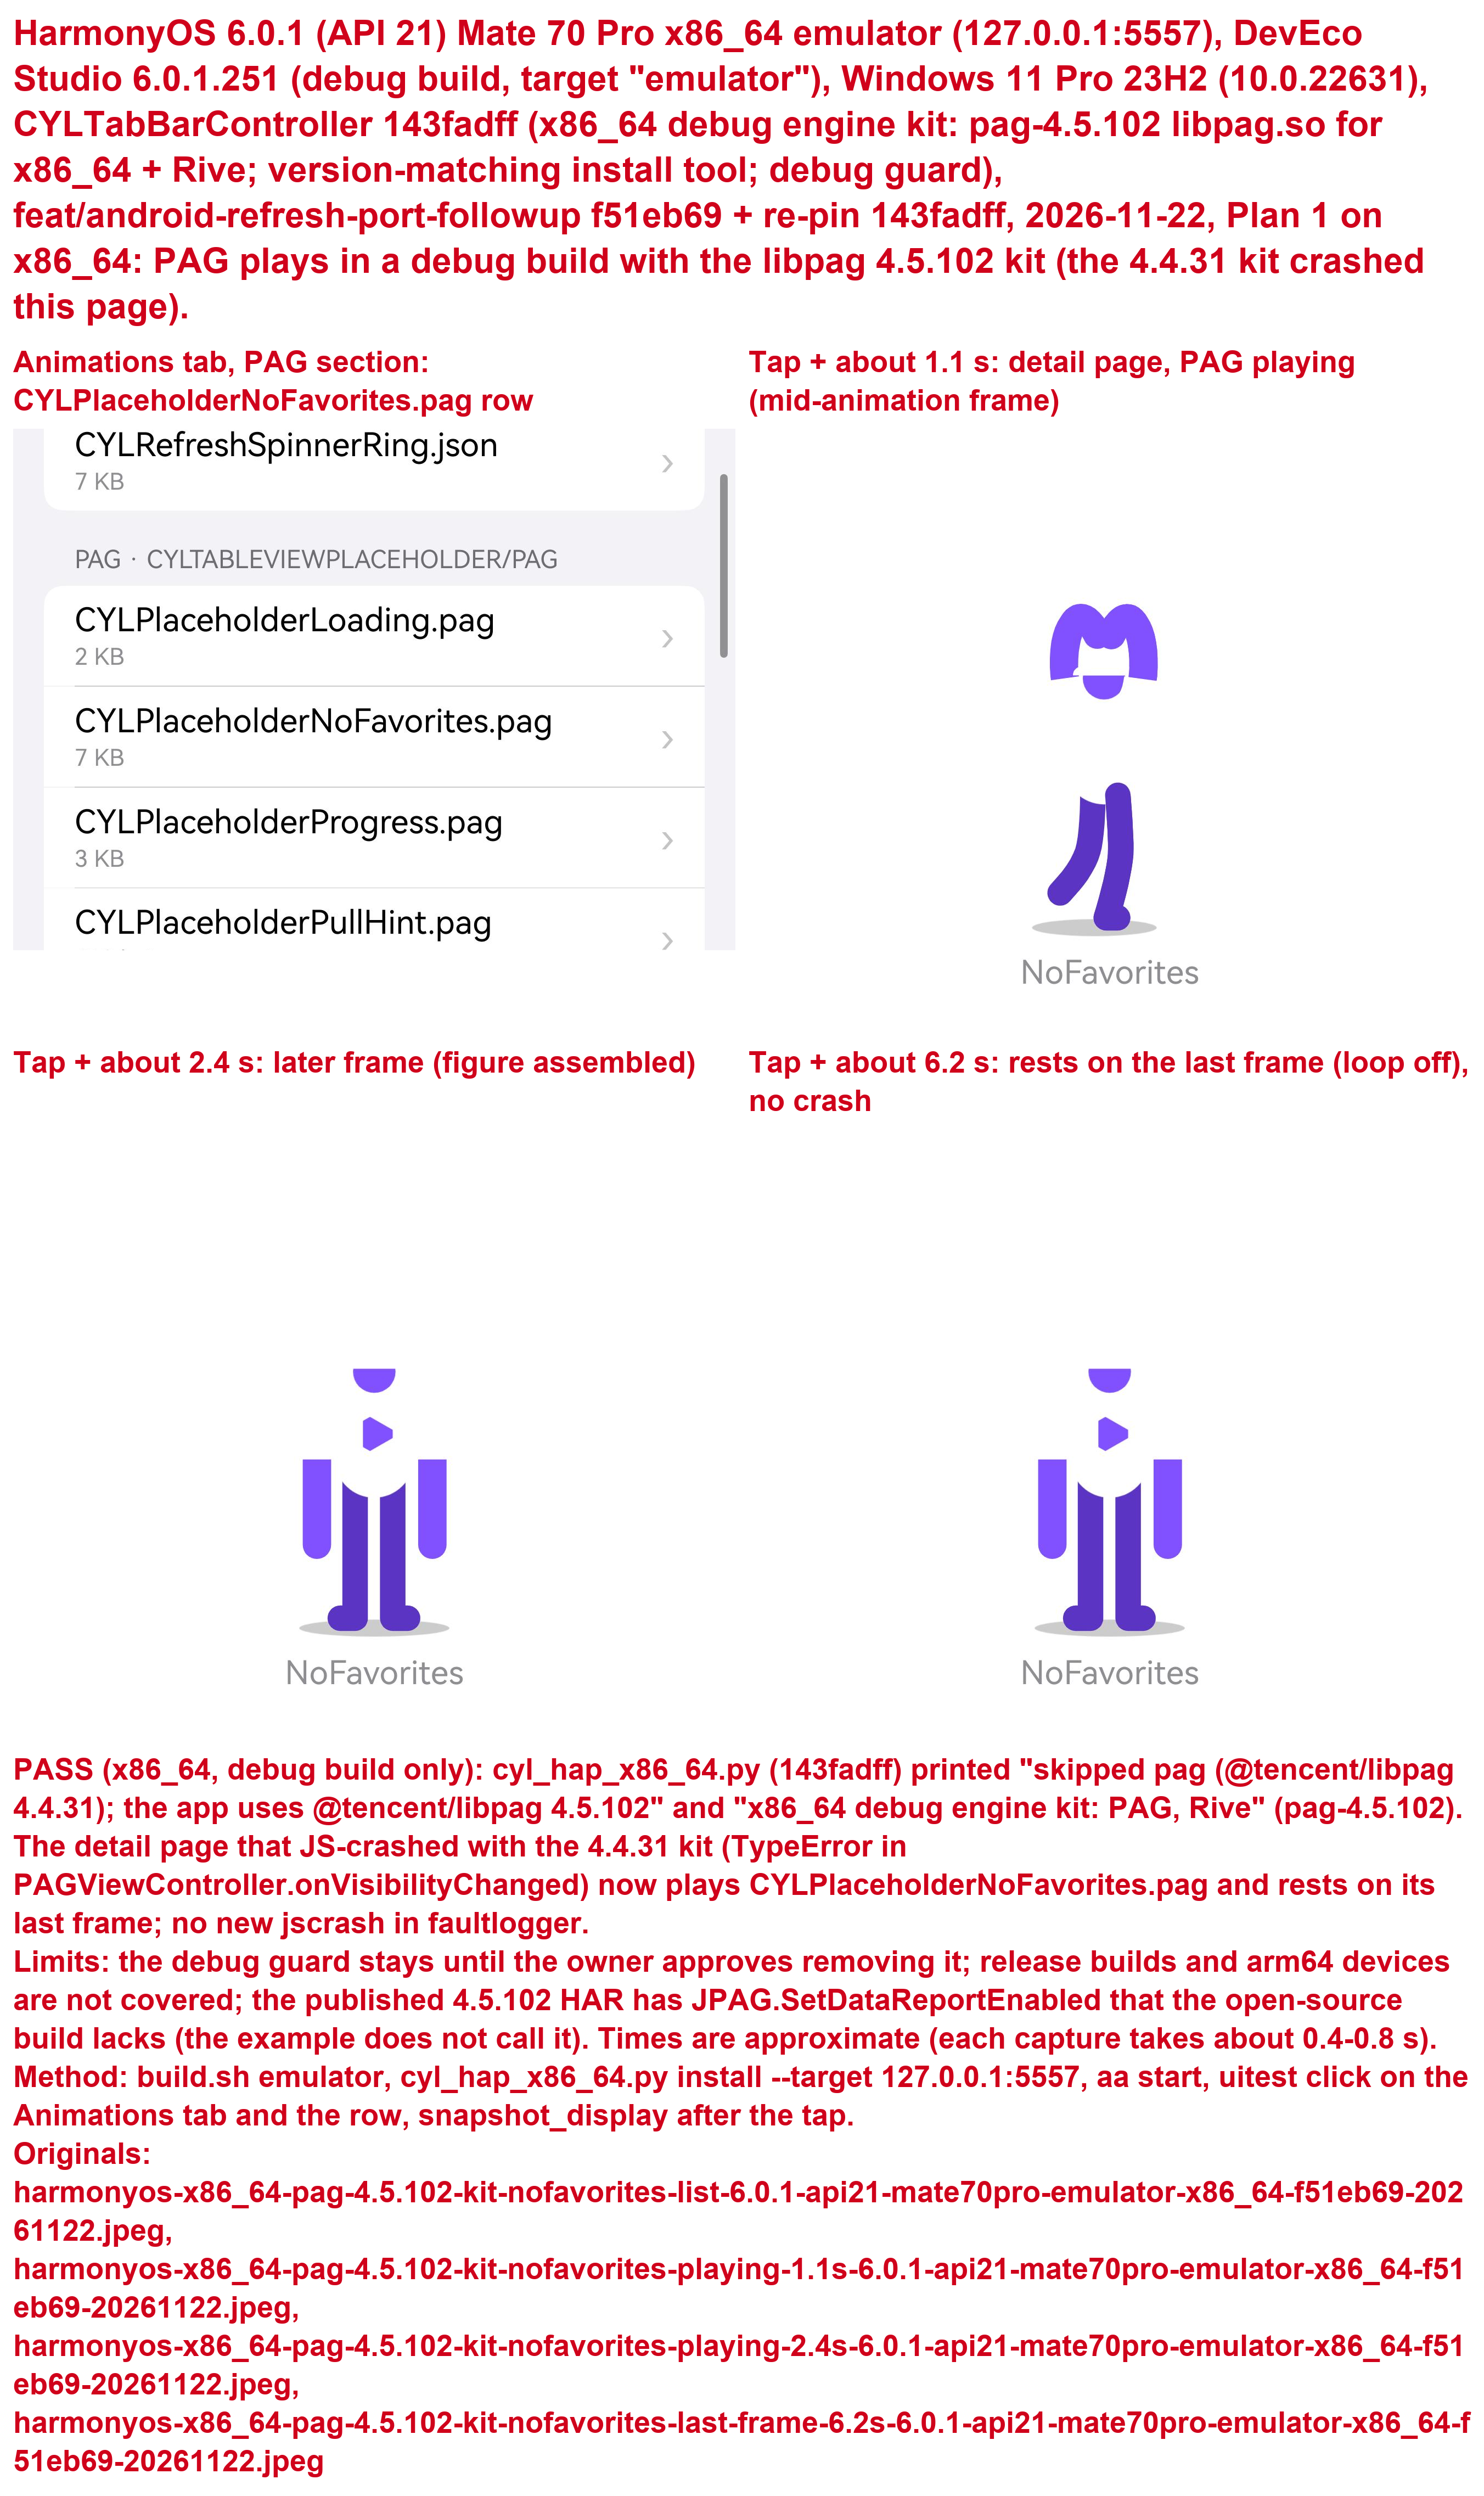 HarmonyOS 6.0.1 (API 21) Mate 70 Pro x86_64 emulator (127.0.0.1:5557), DevEco
Studio 6.0.1.251 (debug build, target "emulator"), Windows 11 Pro 23H2 (10.0.22631),
CYLTabBarController 143fadff (x86_64 debug engine kit: pag-4.5.102 libpag.so for
x86_64 + Rive; version-matching install tool; debug guard),
feat/android-refresh-port-followup f51eb69 + re-pin 143fadff, 2026-11-22, Plan 1 on
x86_64: PAG plays in a debug build with the libpag 4.5.102 kit (the 4.4.31 kit crashed
this page).
Animations tab, PAG section:
CYLPlaceholderNoFavorites.pag row
CYLRefreshSpinnerRing.json
7 KB
PAG · CYLTABLEVIEWPLACEHOLDER/PAG
CYLPlaceholderLoading.pag
2 KB
CYLPlaceholderNoFavorites.pag
7 KB
CYLPlaceholderProgress.pag
3 KB
CYLPlaceholderPullHint.pag
Tap + about 1.1 s: detail page, PAG playing
(mid-animation frame)
NoFavorites
Tap + about 2.4 s: later frame (figure assembled)
NoFavorites
Tap + about 6.2 s: rests on the last frame (loop off),
no crash
NoFavorites
PASS (x86_64, debug build only): cyl_hap_x86_64.py (143fadff) printed "skipped pag (@tencent/libpag
4.4.31); the app uses @tencent/libpag 4.5.102" and "x86_64 debug engine kit: PAG, Rive" (pag-4.5.102).
The detail page that JS-crashed with the 4.4.31 kit (TypeError in
PAGViewController.onVisibilityChanged) now plays CYLPlaceholderNoFavorites.pag and rests on its
last frame; no new jscrash in faultlogger.
Limits: the debug guard stays until the owner approves removing it; release builds and arm64 devices
are not covered; the published 4.5.102 HAR has JPAG.SetDataReportEnabled that the open-source
build lacks (the example does not call it). Times are approximate (each capture takes about 0.4-0.8 s).
Method: build.sh emulator, cyl_hap_x86_64.py install --target 127.0.0.1:5557, aa start, uitest click on the
Animations tab and the row, snapshot_display after the tap.
Originals:
harmonyos-x86_64-pag-4.5.102-kit-nofavorites-list-6.0.1-api21-mate70pro-emulator-x86_64-f51eb69-202
61122.jpeg,
harmonyos-x86_64-pag-4.5.102-kit-nofavorites-playing-1.1s-6.0.1-api21-mate70pro-emulator-x86_64-f51
eb69-20261122.jpeg,
harmonyos-x86_64-pag-4.5.102-kit-nofavorites-playing-2.4s-6.0.1-api21-mate70pro-emulator-x86_64-f51
eb69-20261122.jpeg,
harmonyos-x86_64-pag-4.5.102-kit-nofavorites-last-frame-6.2s-6.0.1-api21-mate70pro-emulator-x86_64-f
51eb69-20261122.jpeg